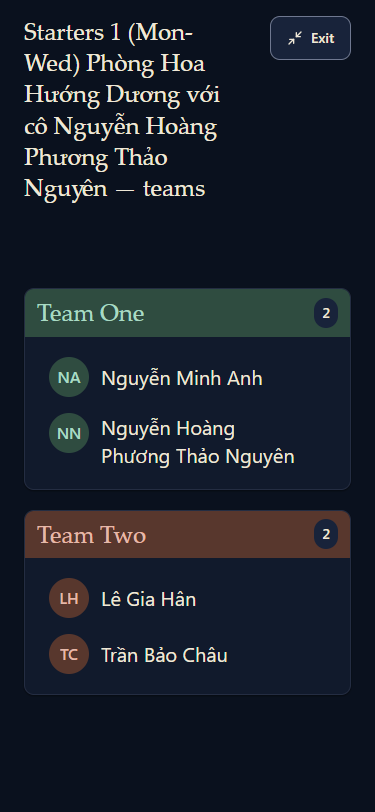 Starters 1 (Mon-
Wed) Phòng Hoa
Hướng Dương với
cô Nguyễn Hoàng
Phương Thảo
Nguyên — teams
Exit
Team One
2
NA
Nguyễn Minh Anh
NN
Nguyễn Hoàng
Phương Thảo Nguyên
Team Two
2
LH
Lê Gia Hân
TC
Trần Bảo Châu